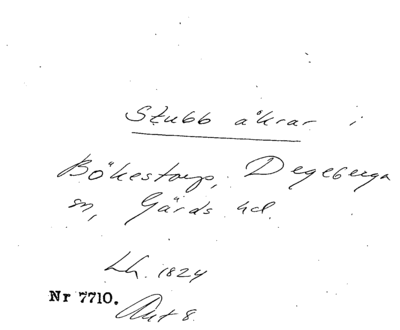 Stubb åkrar i
Bökestorp, Degeberga
sn, Gärds hd.
Lh. 1824
Nr 7710.
Akt 8.